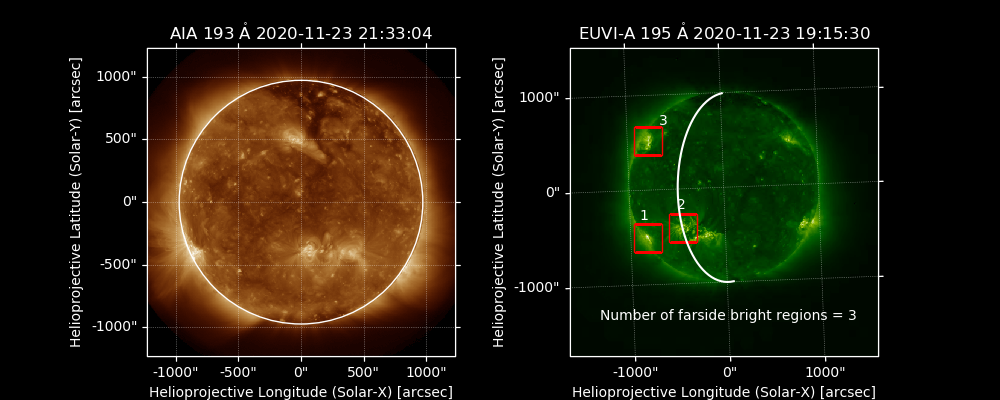 AIA 193 Å 2020-11-23 21:33:04
Helioprojective Latitude (Solar-Y) [arcsec]
1000"
500"
0"
-500"
-1000"
-1000" -500" 0" 500" 1000"
Helioprojective Longitude (Solar-X) [arcsec]
EUVI-A 195 Å 2020-11-23 19:15:30
Helioprojective Latitude (Solar-Y) [arcsec]
1000"
0"
-1000"
3
2
1
Number of farside bright regions = 3
-1000" 0" 1000"
Helioprojective Longitude (Solar-X) [arcsec]